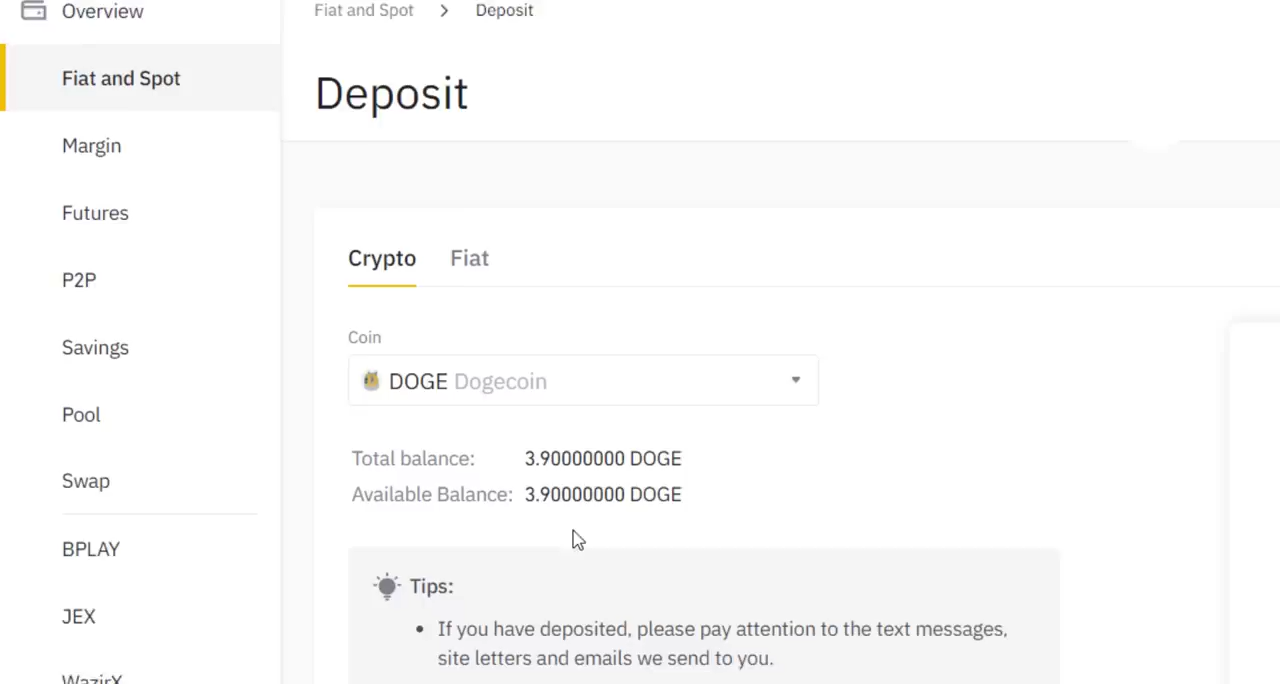 Overview
Fiat and Spot
Margin
Futures
P2P
Savings
Pool
Swap
BPLAY
JEX
WazirX
Fiat and Spot > Deposit
Deposit
Crypto Fiat
Coin
DOGE Dogecoin
Total balance: 3.90000000 DOGE
Available Balance: 3.90000000 DOGE
Tips:
• If you have deposited, please pay attention to the text messages,
site letters and emails we send to you.